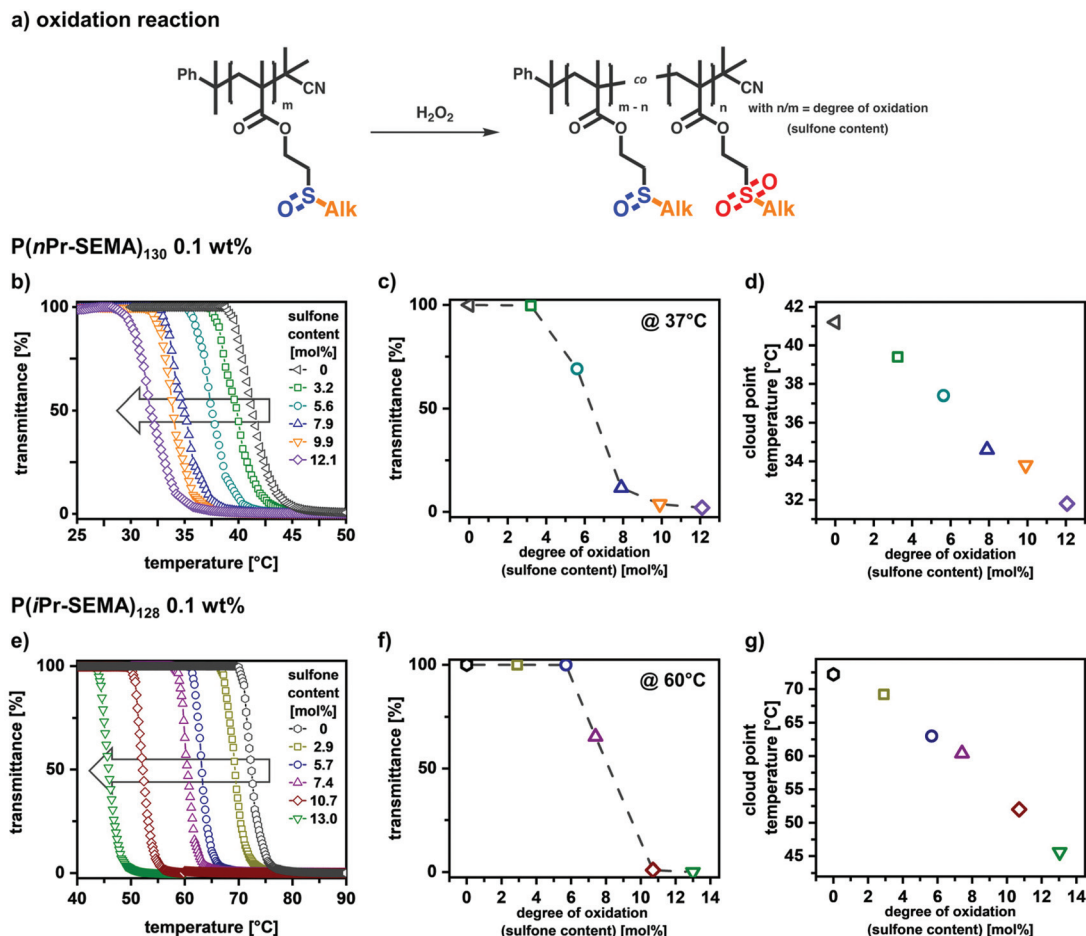 a) oxidation reaction
Ph
m
CN
O
O
S
O
Alk
H₂O₂
Ph
co
m - n
n
CN
with n/m = degree of oxidation
(sulfone content)
O
O
O
O
S
O
Alk
O
S
O
Alk
P(nPr-SEMA)₁₃₀ 0.1 wt%
b)
transmittance [%]
100
50
0
25 30 35 40 45 50
temperature [°C]
sulfone
content
[mol%]
0
3.2
5.6
7.9
9.9
12.1
c)
transmittance [%]
100
50
0
@ 37°C
0 2 4 6 8 10 12
degree of oxidation
(sulfone content) [mol%]
d)
cloud point
temperature [°C]
42
40
38
36
34
32
0 2 4 6 8 10 12
degree of oxidation
(sulfone content) [mol%]
P(iPr-SEMA)₁₂₈ 0.1 wt%
e)
transmittance [%]
100
50
0
40 50 60 70 80 90
temperature [°C]
sulfone
content
[mol%]
0
2.9
5.7
7.4
10.7
13.0
f)
transmittance [%]
100
50
0
@ 60°C
0 2 4 6 8 10 12 14
degree of oxidation
(sulfone content) [mol%]
g)
cloud point
temperature [°C]
70
65
60
55
50
45
0 2 4 6 8 10 12 14
degree of oxidation
(sulfone content) [mol%]